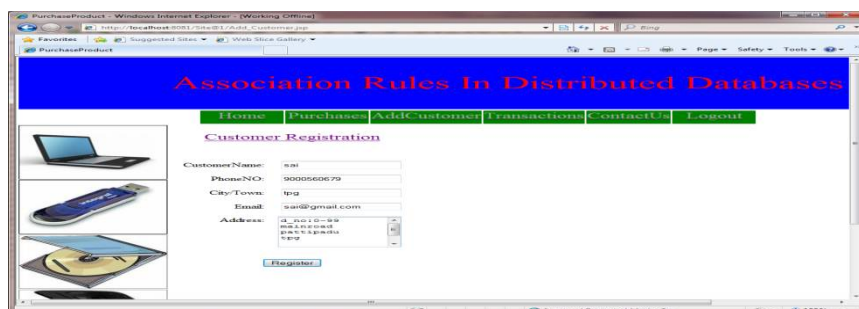 PurchaseProduct - Windows Internet Explorer - [Working Offline]
http://localhost:8081/Site@1/Add_Customer.jsp
Bing
Favorites Suggested Sites Web Slice Gallery
PurchaseProduct
Page Safety Tools
Association Rules In Distributed Databases
Home Purchases AddCustomer Transactions ContactUs Logout
Customer Registration
CustomerName: sai
PhoneNO: 9000560679
City/Town: tpg
Email: sai@gmail.com
Address:
mainroad
pattipadu
tpg
Register